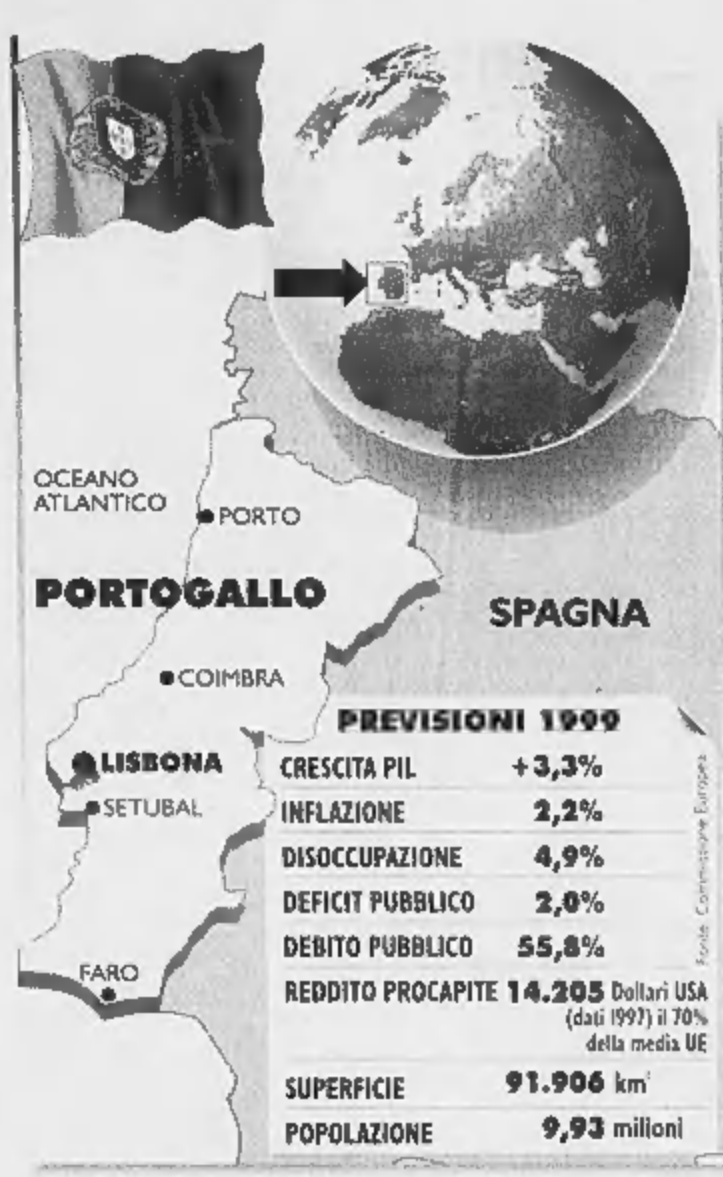 OCEANO
ATLANTICO
PORTO
PORTOGALLO
SPAGNA
COIMBRA
LISBONA
SETUBAL
FARO
PREVISIONI 1999
CRESCITA PIL +3,3%
INFLAZIONE 2,2%
DISOCCUPAZIONE 4,9%
DEFICIT PUBBLICO 2,0%
DEBITO PUBBLICO 55,8%
REDDITO PROCAPITE 14.205 Dollari USA
(dati 1997) il 70%
della media UE
SUPERFICIE 91.906 km²
POPOLAZIONE 9,93 milioni
Fonte: Commissione Europea